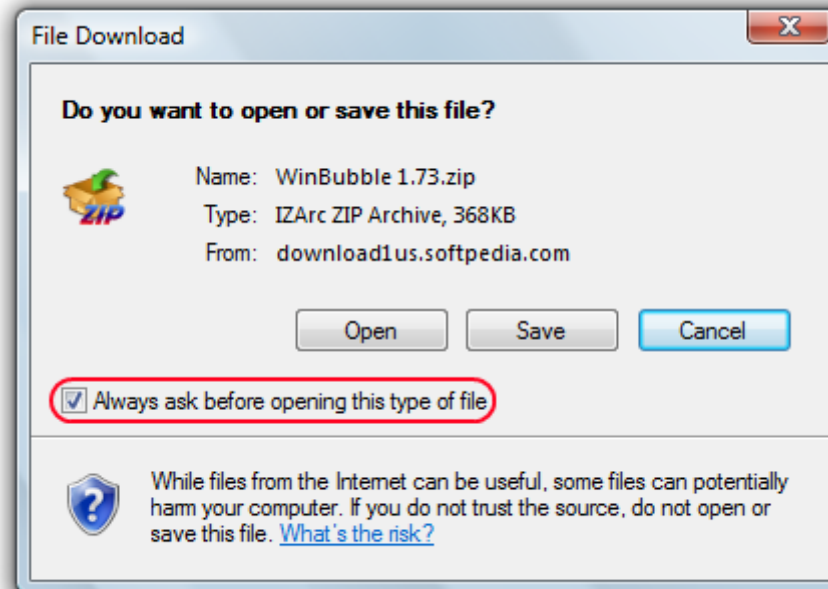 File Download
Do you want to open or save this file?
ZIP
Name: WinBubble 1.73.zip
Type: IZArc ZIP Archive, 368KB
From: download1us.softpedia.com
Open Save Cancel
Always ask before opening this type of file
While files from the Internet can be useful, some files can potentially
harm your computer. If you do not trust the source, do not open or
save this file. What's the risk?